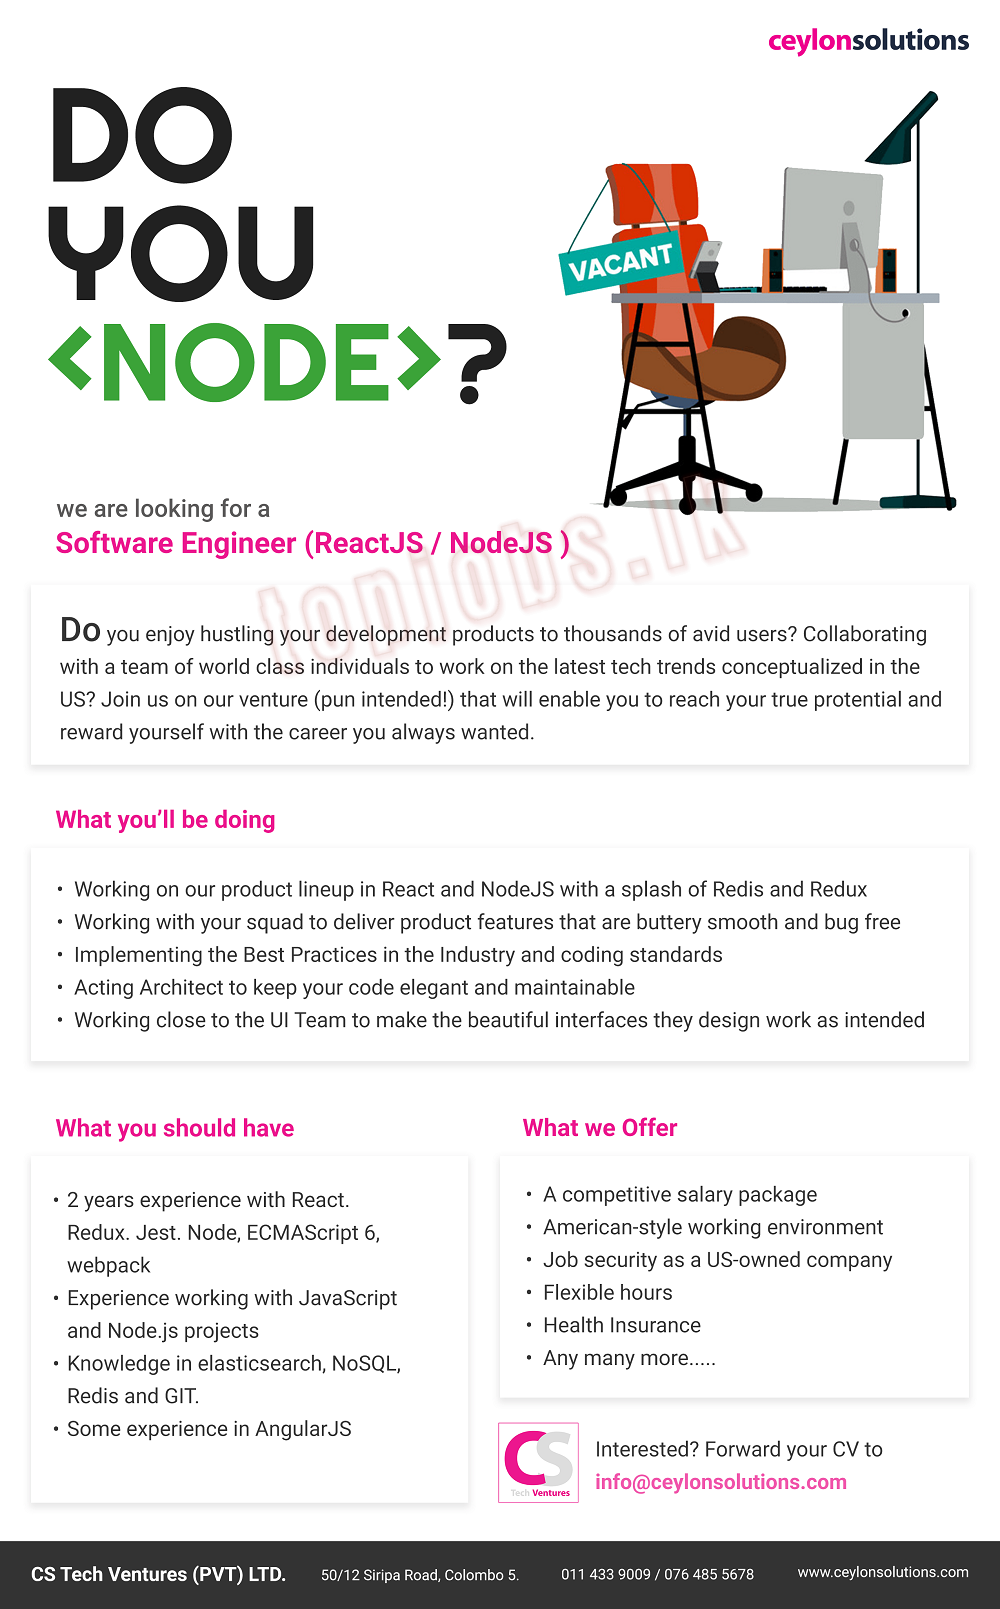 ceylonsolutions
DO
YOU
<NODE>?
VACANT
we are looking for a
Software Engineer (ReactJS / NodeJS )
topjobs.lk
Do you enjoy hustling your development products to thousands of avid users? Collaborating
with a team of world class individuals to work on the latest tech trends conceptualized in the
US? Join us on our venture (pun intended!) that will enable you to reach your true protential and
reward yourself with the career you always wanted.
What you’ll be doing
• Working on our product lineup in React and NodeJS with a splash of Redis and Redux
• Working with your squad to deliver product features that are buttery smooth and bug free
• Implementing the Best Practices in the Industry and coding standards
• Acting Architect to keep your code elegant and maintainable
• Working close to the UI Team to make the beautiful interfaces they design work as intended
What you should have
• 2 years experience with React.
Redux. Jest. Node, ECMAScript 6,
webpack
• Experience working with JavaScript
and Node.js projects
• Knowledge in elasticsearch, NoSQL,
Redis and GIT.
• Some experience in AngularJS
What we Offer
• A competitive salary package
• American-style working environment
• Job security as a US-owned company
• Flexible hours
• Health Insurance
• Any many more.....
CS
Tech Ventures
Interested? Forward your CV to
info@ceylonsolutions.com
CS Tech Ventures (PVT) LTD. 50/12 Siripa Road, Colombo 5. 011 433 9009 / 076 485 5678 www.ceylonsolutions.com